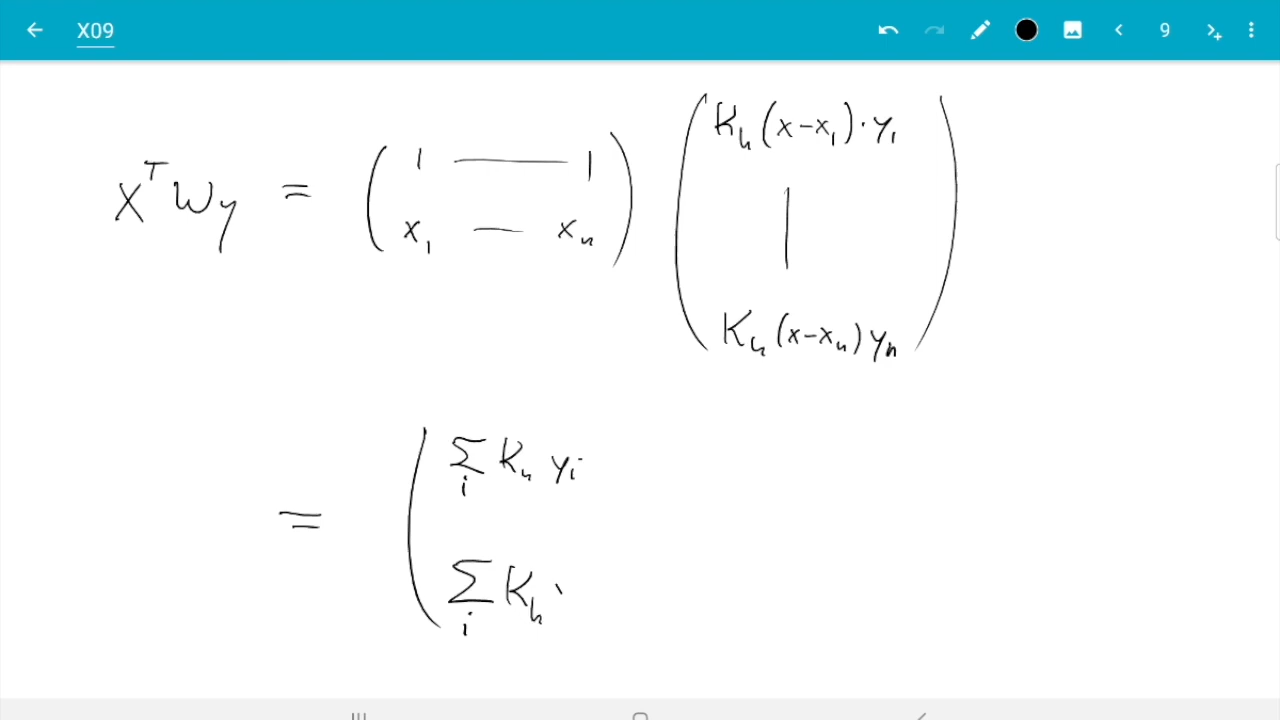 X09
9
X^T W y = ( 1 — 1 ; x_1 — x_n ) ( K_h(x-x_1)·y_1 | K_h(x-x_n) y_n )
= ( Σ_i K_h y_i
Σ_i K_h